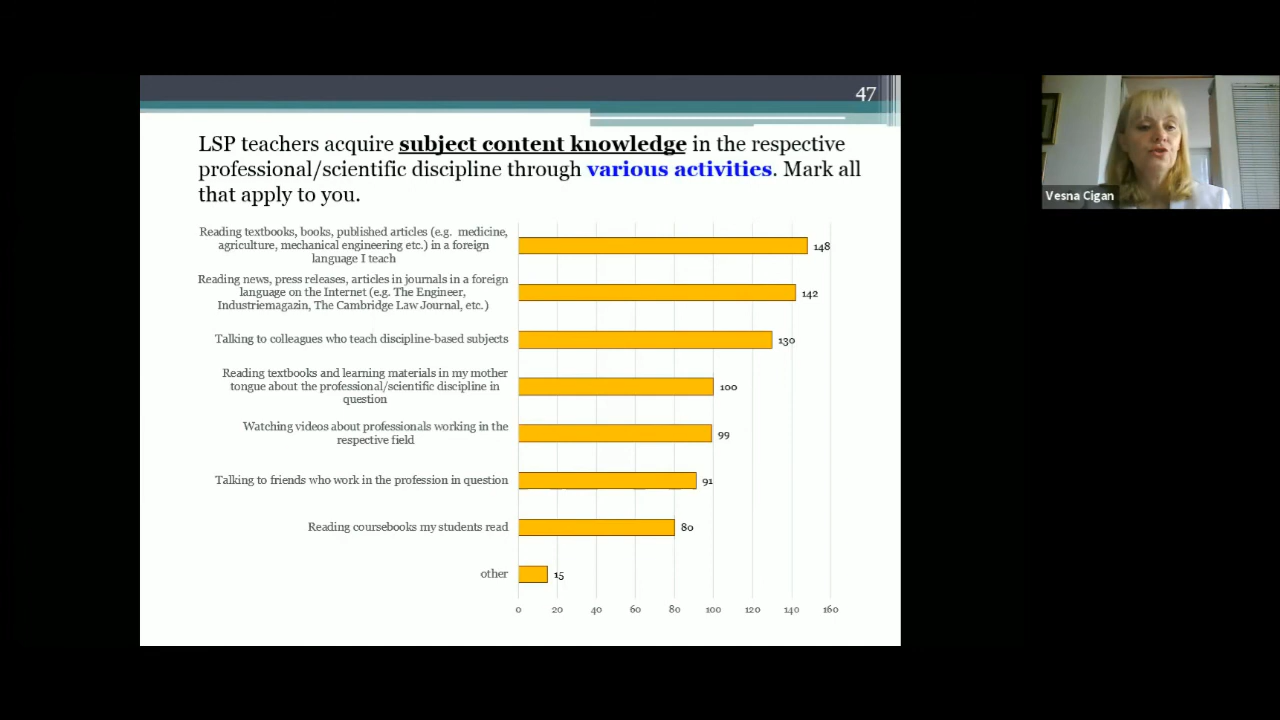 47
LSP teachers acquire subject content knowledge in the respective
professional/scientific discipline through various activities. Mark all
that apply to you.
Reading textbooks, books, published articles (e.g. medicine,
agriculture, mechanical engineering etc.) in a foreign
language I teach
148
Reading news, press releases, articles in journals in a foreign
language on the Internet (e.g. The Engineer,
Industriemagazin, The Cambridge Law Journal, etc.)
142
Talking to colleagues who teach discipline-based subjects
130
Reading textbooks and learning materials in my mother
tongue about the professional/scientific discipline in
question
100
Watching videos about professionals working in the
respective field
99
Talking to friends who work in the profession in question
91
Reading coursebooks my students read
80
other
15
0 20 40 60 80 100 120 140 160
Vesna Cigan